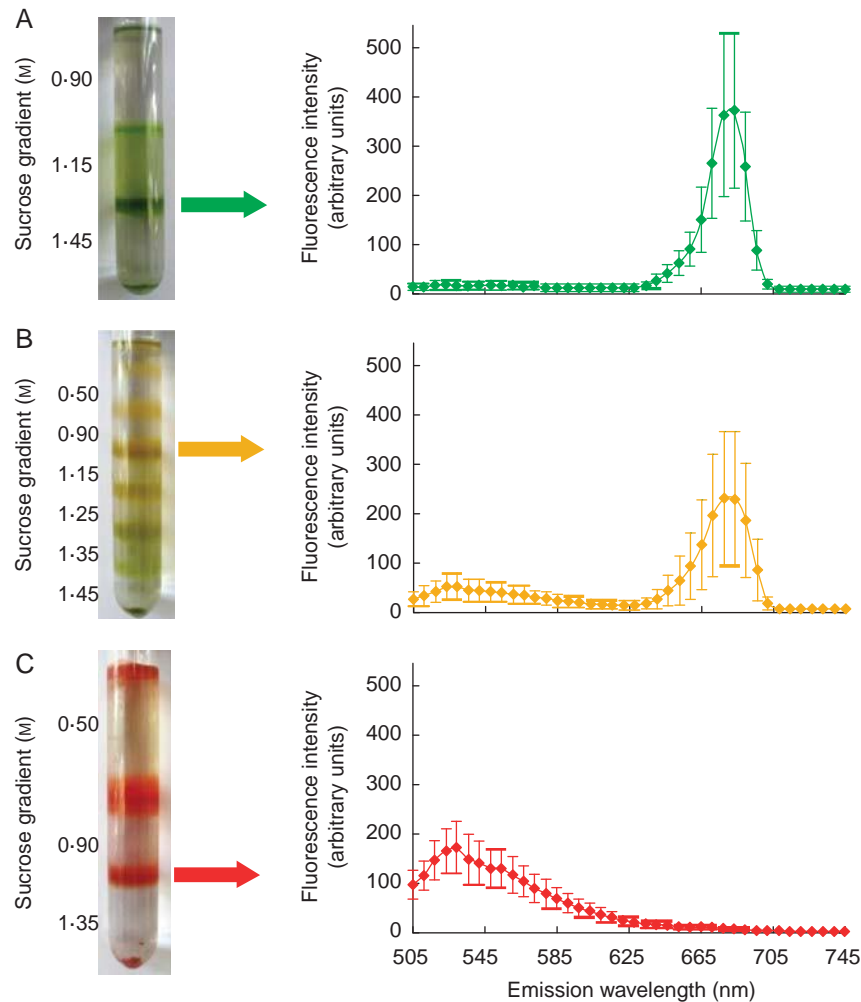 A
Sucrose gradient (M)
0·90
1·15
1·45
Fluorescence intensity
(arbitrary units)
500
400
300
200
100
0
B
Sucrose gradient (M)
0·50
0·90
1·15
1·25
1·35
1·45
Fluorescence intensity
(arbitrary units)
500
400
300
200
100
0
C
Sucrose gradient (M)
0·50
0·90
1·35
Fluorescence intensity
(arbitrary units)
500
400
300
200
100
0
505 545 585 625 665 705 745
Emission wavelength (nm)